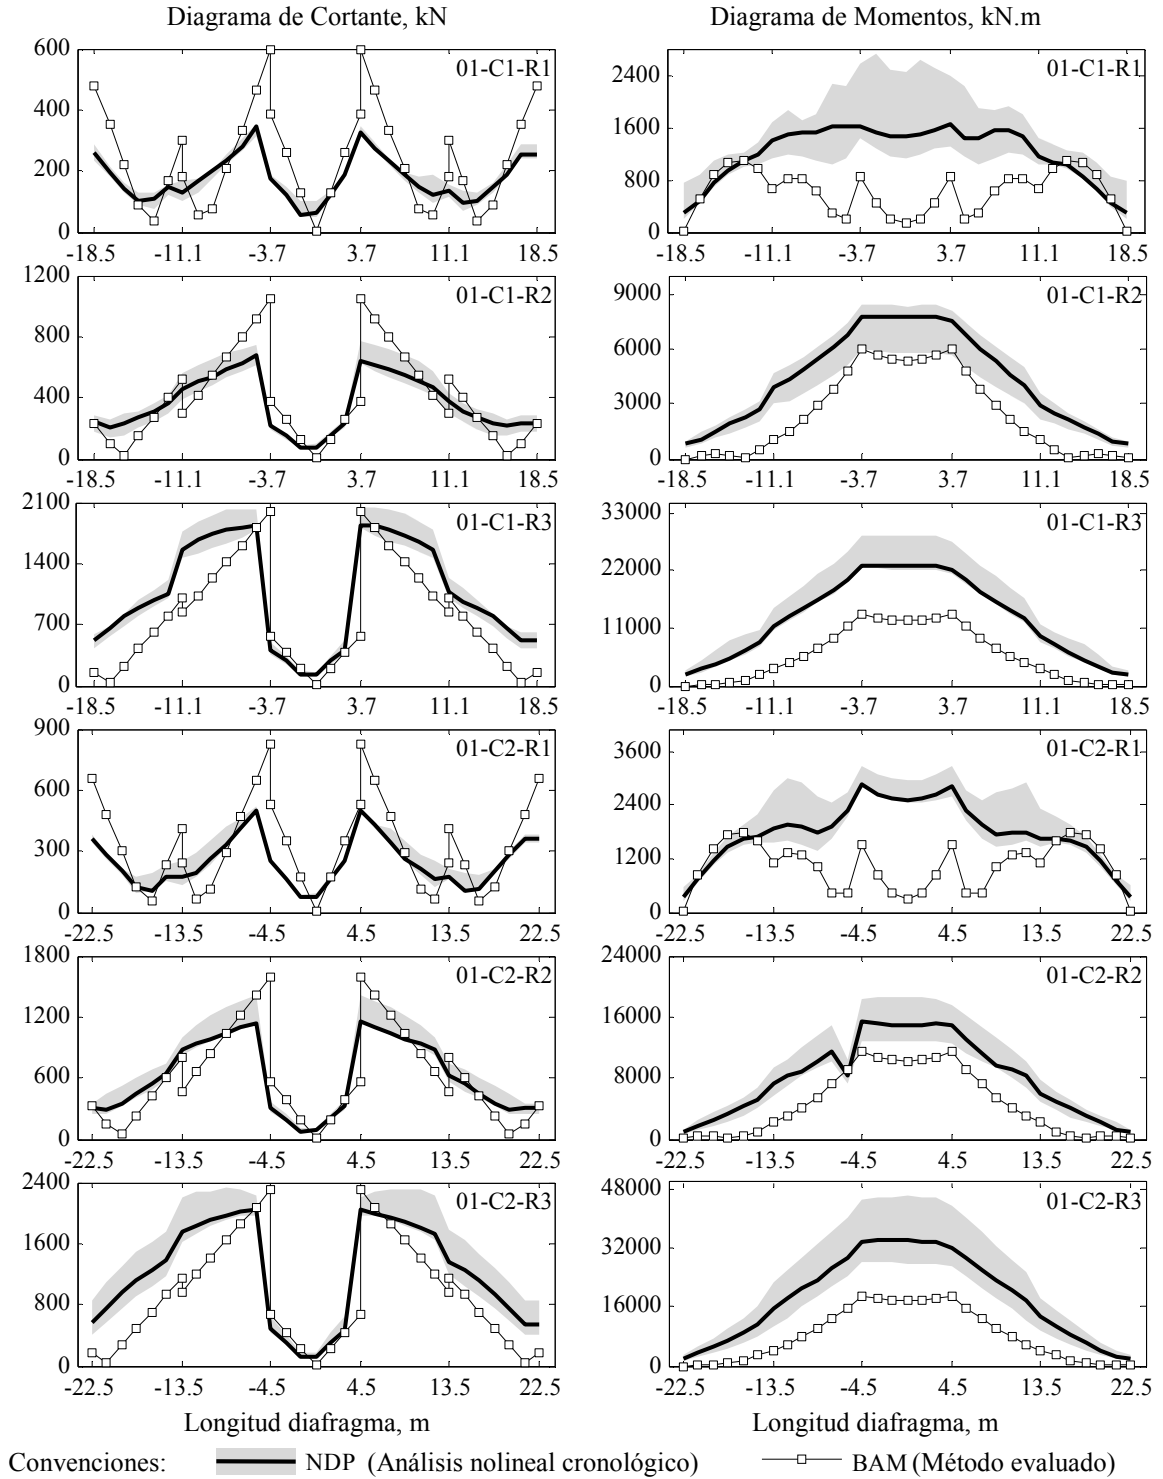 Diagrama de Cortante, kN
Diagrama de Momentos, kN.m
01-C1-R1
600
400
200
0
-18.5 -11.1 -3.7 3.7 11.1 18.5
01-C1-R1
2400
1600
800
0
-18.5 -11.1 -3.7 3.7 11.1 18.5
01-C1-R2
1200
800
400
0
-18.5 -11.1 -3.7 3.7 11.1 18.5
01-C1-R2
9000
6000
3000
0
-18.5 -11.1 -3.7 3.7 11.1 18.5
01-C1-R3
2100
1400
700
0
-18.5 -11.1 -3.7 3.7 11.1 18.5
01-C1-R3
33000
22000
11000
0
-18.5 -11.1 -3.7 3.7 11.1 18.5
01-C2-R1
900
600
300
0
-22.5 -13.5 -4.5 4.5 13.5 22.5
01-C2-R1
3600
2400
1200
0
-22.5 -13.5 -4.5 4.5 13.5 22.5
01-C2-R2
1800
1200
600
0
-22.5 -13.5 -4.5 4.5 13.5 22.5
01-C2-R2
24000
16000
8000
0
-22.5 -13.5 -4.5 4.5 13.5 22.5
01-C2-R3
2400
1600
800
0
-22.5 -13.5 -4.5 4.5 13.5 22.5
01-C2-R3
48000
32000
16000
0
-22.5 -13.5 -4.5 4.5 13.5 22.5
Longitud diafragma, m
Longitud diafragma, m
Convenciones: NDP (Análisis nolineal cronológico) BAM (Método evaluado)